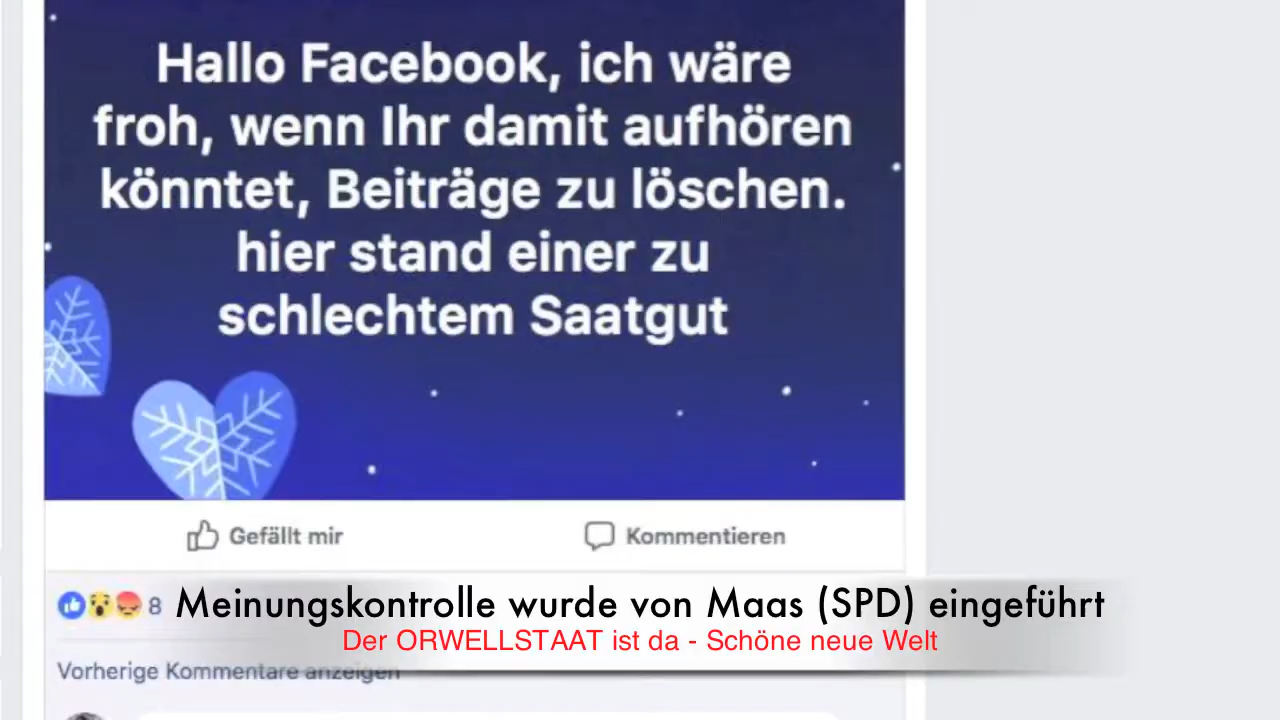 Hallo Facebook, ich wäre
froh, wenn Ihr damit aufhören
könntet, Beiträge zu löschen.
hier stand einer zu
schlechtem Saatgut
Gefällt mir
Kommentieren
8
Meinungskontrolle wurde von Maas (SPD) eingeführt
Der ORWELLSTAAT ist da - Schöne neue Welt
Vorherige Kommentare anzeigen